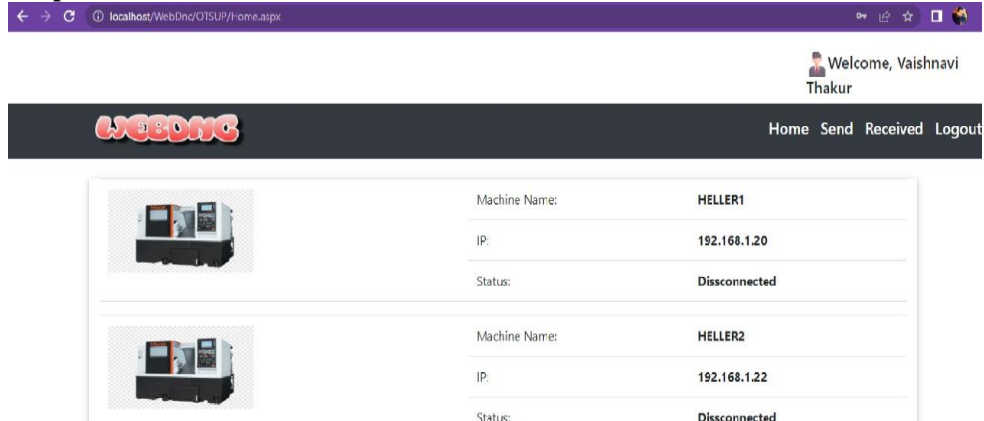 localhost/WebDnc/OTSUP/Home.aspx
Welcome, Vaishnavi
Thakur
WEBDNC
Home Send Received Logout
Machine Name: HELLER1
IP: 192.168.1.20
Status: Dissconnected
Machine Name: HELLER2
IP: 192.168.1.22
Status: Dissconnected